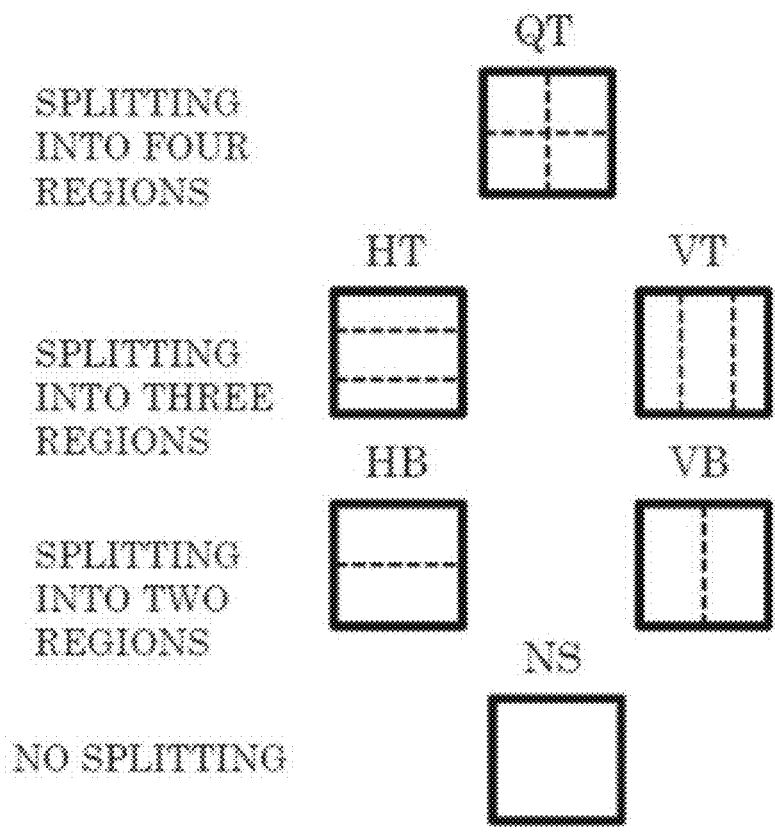 QT
SPLITTING
INTO FOUR
REGIONS
HT
VT
SPLITTING
INTO THREE
REGIONS
HB
VB
SPLITTING
INTO TWO
REGIONS
NS
NO SPLITTING